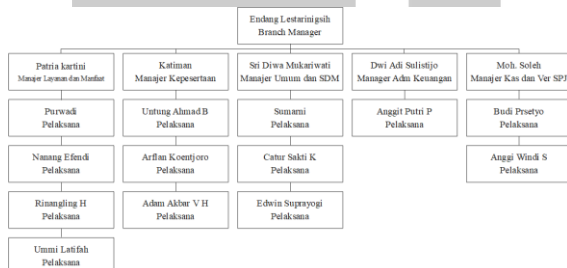 Endang Lestarinigsih
Branch Manager
Patria kartini
Manajer Layanan dan Manfaat
Katiman
Manajer Kepesertaan
Sri Diwa Mukariwati
Manjer Umum dan SDM
Dwi Adi Sulistijo
Manager Adm Keuangan
Moh. Soleh
Manajer Kas dan Ver SPJ
Purwadi
Pelaksana
Untung Ahmad B
Pelaksana
Sumarni
Pelaksana
Anggit Putri P
Pelaksana
Budi Prsetyo
Pelaksana
Nanang Efendi
Pelaksana
Arflan Koentjoro
Pelaksana
Catur Sakti K
Pelaksana
Anggi Windi S
Pelaksana
Rinangling H
Pelaksana
Adam Akbar V H
Pelaksana
Edwin Suprayogi
Pelaksana
Ummi Latifah
Pelaksana